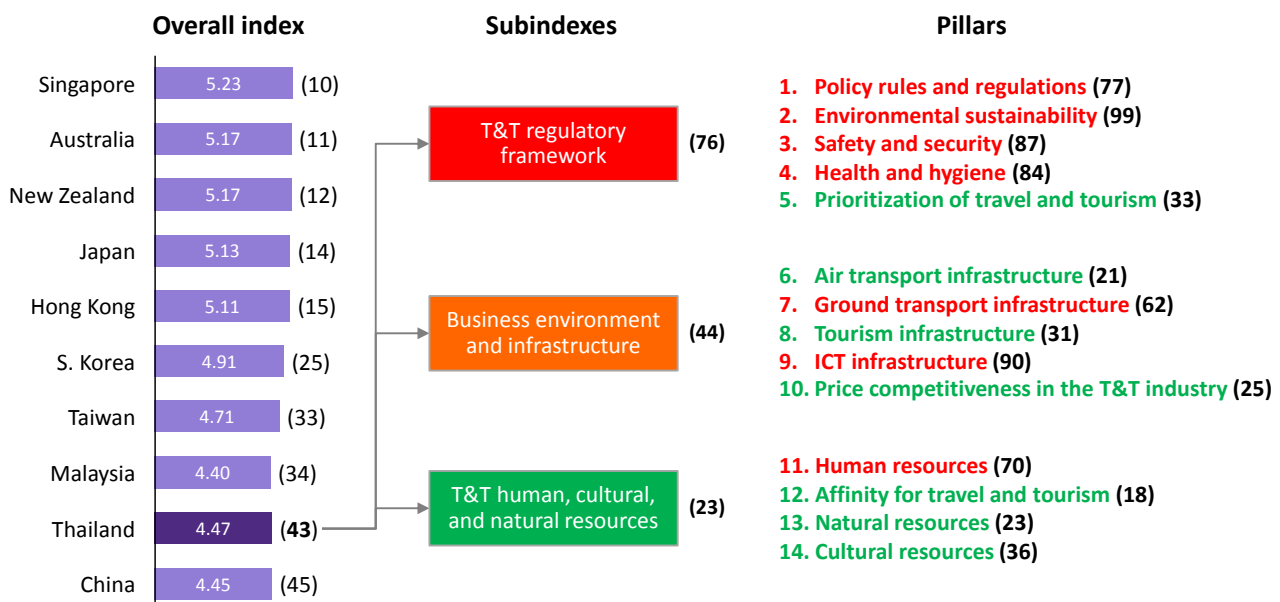 Overall index
Subindexes
Pillars
Singapore 5.23 (10)
Australia 5.17 (11)
New Zealand 5.17 (12)
Japan 5.13 (14)
Hong Kong 5.11 (15)
S. Korea 4.91 (25)
Taiwan 4.71 (33)
Malaysia 4.40 (34)
Thailand 4.47 (43)
China 4.45 (45)
T&T regulatory
framework
(76)
Business environment
and infrastructure
(44)
T&T human, cultural,
and natural resources
(23)
1. Policy rules and regulations (77)
2. Environmental sustainability (99)
3. Safety and security (87)
4. Health and hygiene (84)
5. Prioritization of travel and tourism (33)
6. Air transport infrastructure (21)
7. Ground transport infrastructure (62)
8. Tourism infrastructure (31)
9. ICT infrastructure (90)
10. Price competitiveness in the T&T industry (25)
11. Human resources (70)
12. Affinity for travel and tourism (18)
13. Natural resources (23)
14. Cultural resources (36)